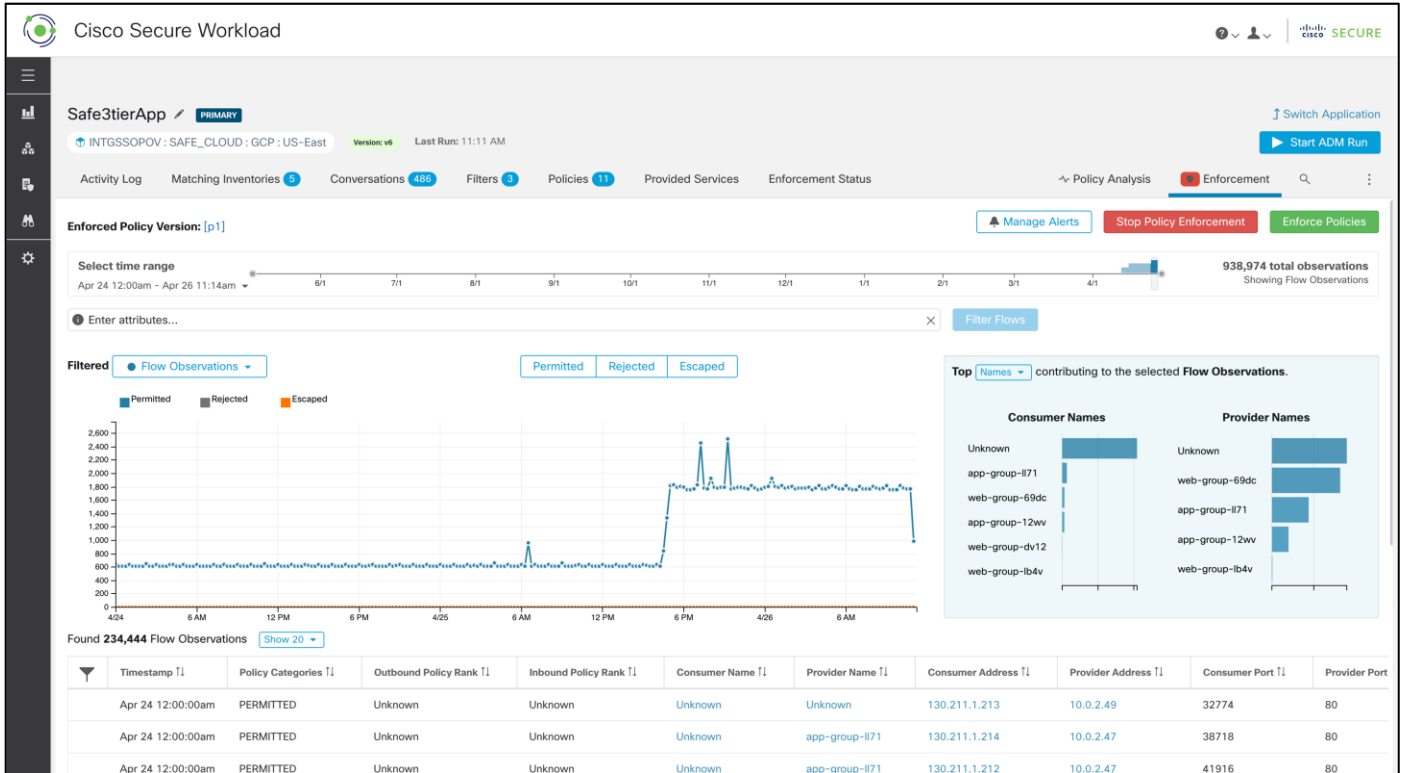 Cisco Secure Workload
cisco SECURE
Safe3tierApp PRIMARY
Switch Application
INTGSSOPOV : SAFE_CLOUD : GCP : US-East Version: v6 Last Run: 11:11 AM
Start ADM Run
Activity Log Matching Inventories 5 Conversations 486 Filters 3 Policies 11 Provided Services Enforcement Status Policy Analysis Enforcement
Enforced Policy Version: [p1]
Manage Alerts Stop Policy Enforcement Enforce Policies
Select time range
Apr 24 12:00am - Apr 26 11:14am
6/1 7/1 8/1 9/1 10/1 11/1 12/1 1/1 2/1 3/1 4/1
938,974 total observations
Showing Flow Observations
Enter attributes...
Filter Flows
Filtered Flow Observations
Permitted Rejected Escaped
Permitted Rejected Escaped
2,600
2,400
2,200
2,000
1,800
1,600
1,400
1,200
1,000
800
600
400
200
0
4/24 6 AM 12 PM 6 PM 4/25 6 AM 12 PM 6 PM 4/26 6 AM
Top Names contributing to the selected Flow Observations.
Consumer Names
Unknown
app-group-ll71
web-group-69dc
app-group-12wv
web-group-dv12
web-group-lb4v
Provider Names
Unknown
web-group-69dc
app-group-ll71
app-group-12wv
web-group-lb4v
Found 234,444 Flow Observations Show 20
Timestamp Policy Categories Outbound Policy Rank Inbound Policy Rank Consumer Name Provider Name Consumer Address Provider Address Consumer Port Provider Port
Apr 24 12:00:00am PERMITTED Unknown Unknown Unknown Unknown 130.211.1.213 10.0.2.49 32774 80
Apr 24 12:00:00am PERMITTED Unknown Unknown Unknown app-group-ll71 130.211.1.214 10.0.2.47 38718 80
Apr 24 12:00:00am PERMITTED Unknown Unknown Unknown app-group-ll71 130.211.1.212 10.0.2.47 41916 80